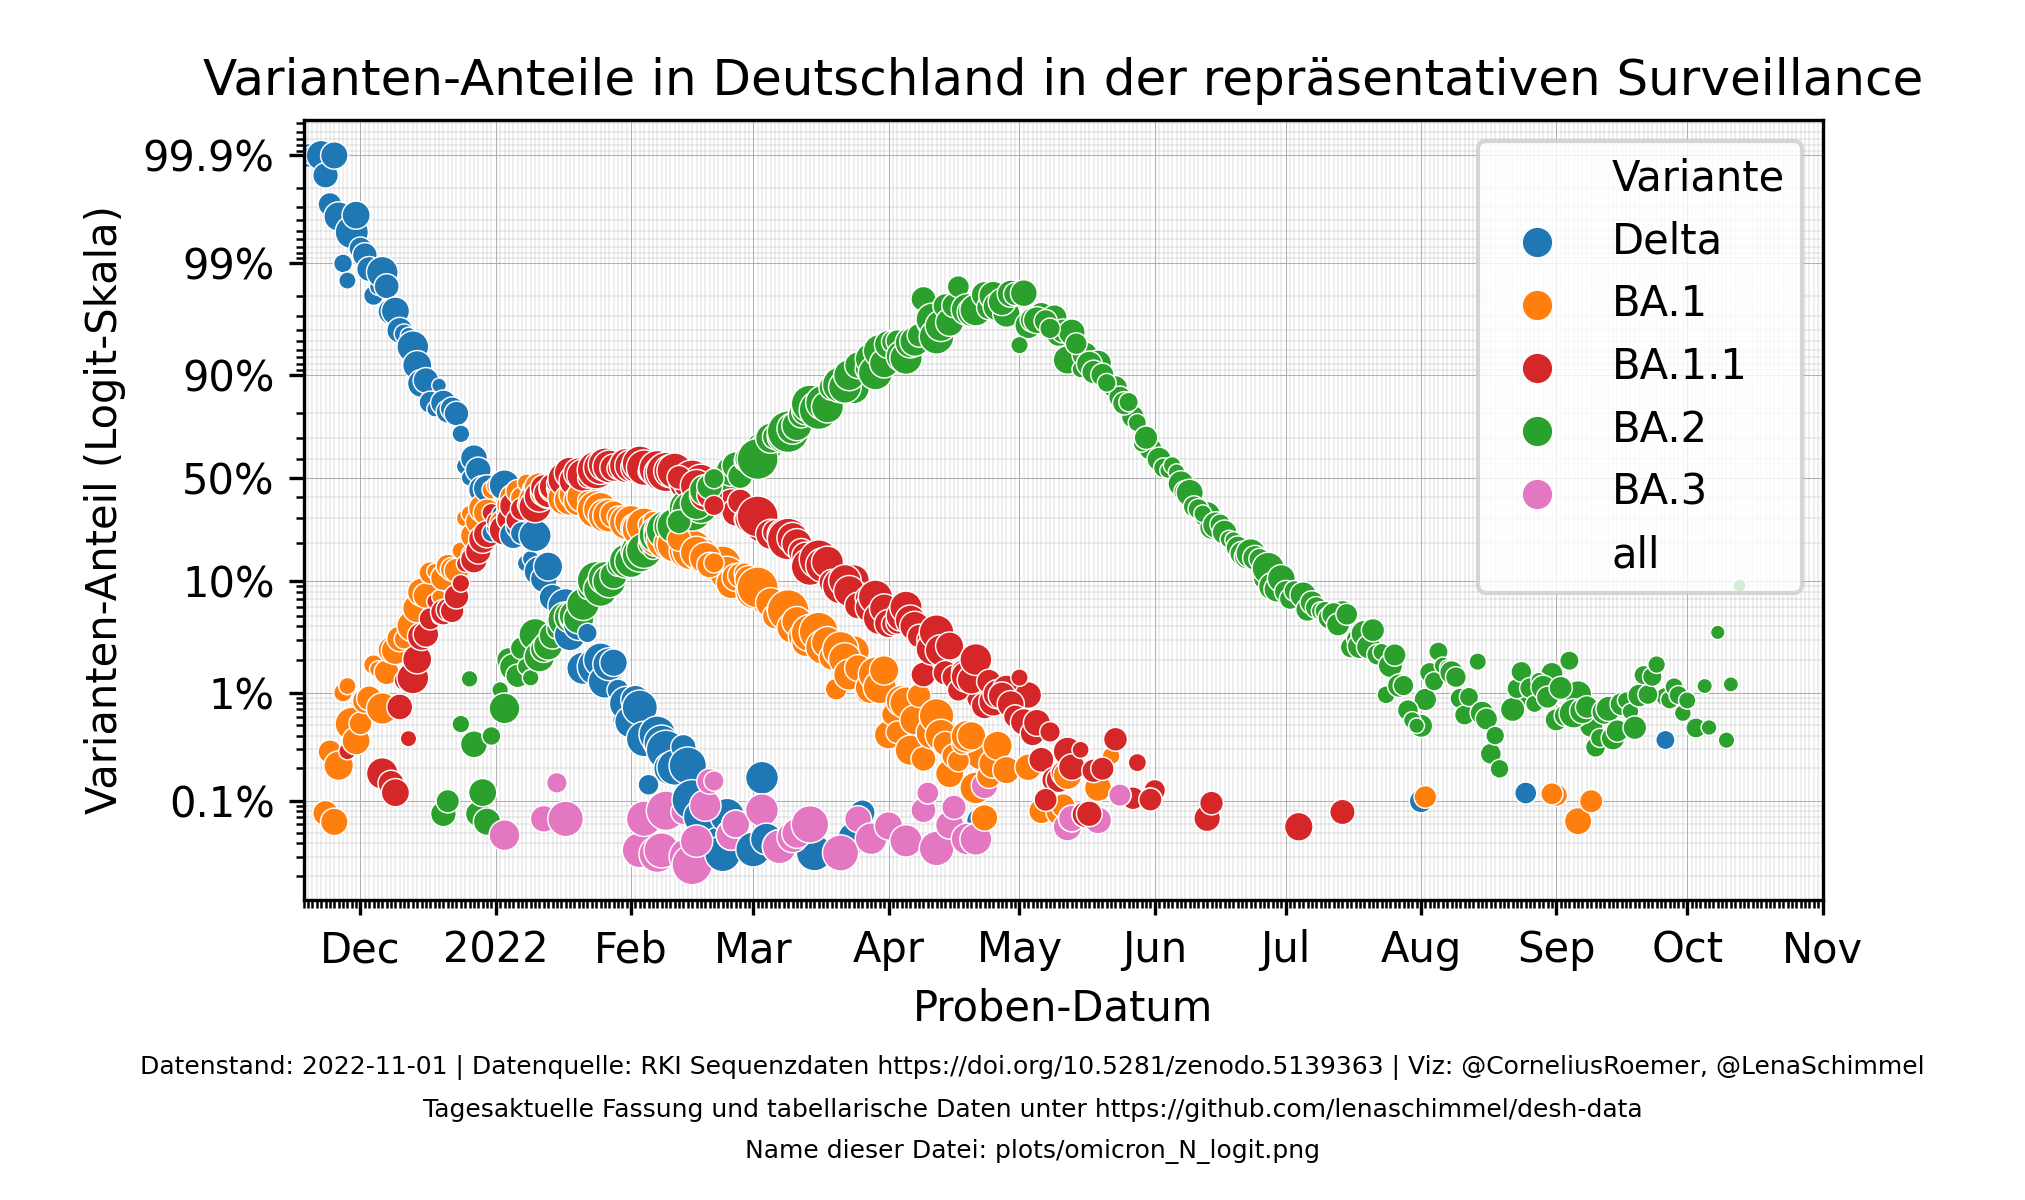 Varianten-Anteile in Deutschland in der repräsentativen Surveillance
Varianten-Anteil (Logit-Skala)
99.9%
99%
90%
50%
10%
1%
0.1%
Variante
Delta
BA.1
BA.1.1
BA.2
BA.3
all
Dec 2022 Feb Mar Apr May Jun Jul Aug Sep Oct Nov
Proben-Datum
Datenstand: 2022-11-01 | Datenquelle: RKI Sequenzdaten https://doi.org/10.5281/zenodo.5139363 | Viz: @CorneliusRoemer, @LenaSchimmel
Tagesaktuelle Fassung und tabellarische Daten unter https://github.com/lenaschimmel/desh-data
Name dieser Datei: plots/omicron_N_logit.png